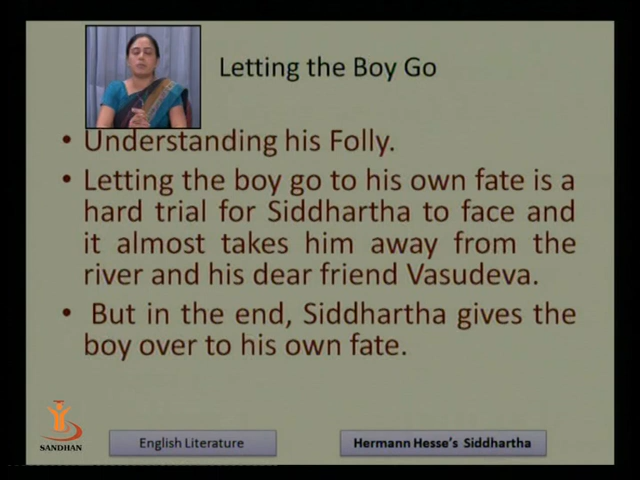 Letting the Boy Go
• Understanding his Folly.
• Letting the boy go to his own fate is a
hard trial for Siddhartha to face and
it almost takes him away from the
river and his dear friend Vasudeva.
• But in the end, Siddhartha gives the
boy over to his own fate.
SANDHAN
English Literature
Hermann Hesse's Siddhartha